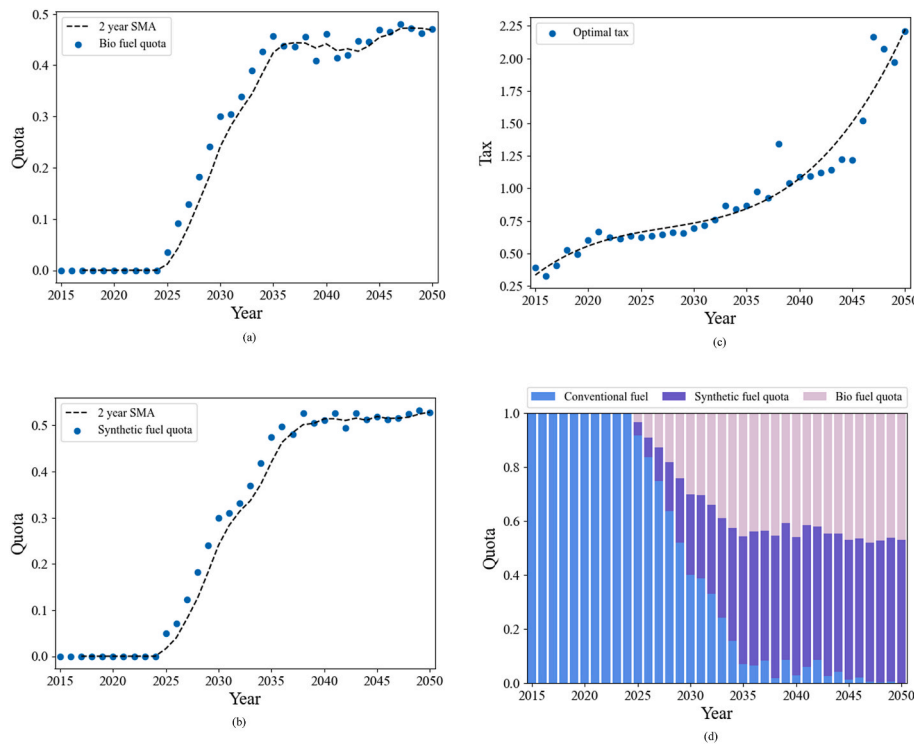 2 year SMA
Bio fuel quota
Quota
0.5
0.4
0.3
0.2
0.1
0.0
2015 2020 2025 2030 2035 2040 2045 2050
Year
(a)
Optimal tax
Tax
2.25
2.00
1.75
1.50
1.25
1.00
0.75
0.50
0.25
2015 2020 2025 2030 2035 2040 2045 2050
Year
(c)
2 year SMA
Synthetic fuel quota
Quota
0.5
0.4
0.3
0.2
0.1
0.0
2015 2020 2025 2030 2035 2040 2045 2050
Year
(b)
Conventional fuel Synthetic fuel quota Bio fuel quota
Quota
1.0
0.8
0.6
0.4
0.2
0.0
2015 2020 2025 2030 2035 2040 2045 2050
Year
(d)